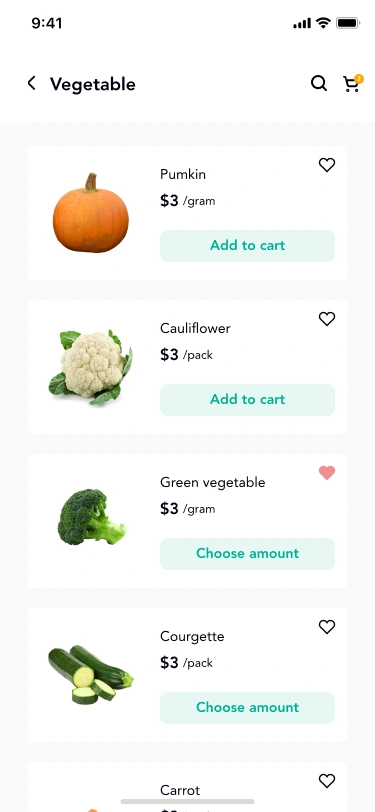 9:41
Vegetable
Pumkin
$3 /gram
Add to cart
Cauliflower
$3 /pack
Add to cart
Green vegetable
$3 /gram
Choose amount
Courgette
$3 /pack
Choose amount
Carrot